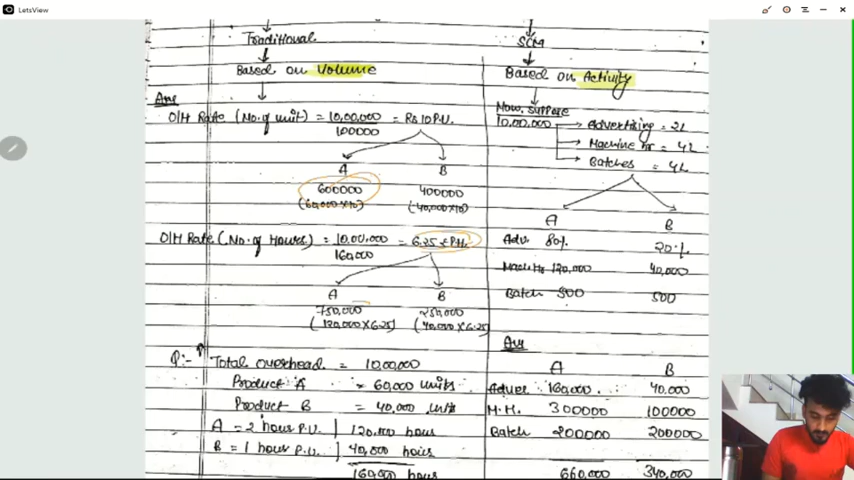 LetsView
Traditional
Based on Volume
Ans
O/H Rate (No. of unit) = 10,00,000 = Rs 10 P.U.
100000
A B
600000 400000
(60,000×10) (40,000×10)
O/H Rate (No. of Hours) = 10,00,000 = 6.25 P.H.
160,000
A B
750,000 250,000
(120,000×6.25) (40,000×6.25)
Q:-
Total overhead = 10,00,000
Product A = 60,000 units
Product B = 40,000 units
A = 2 hour P.U. | 120,000 hour
B = 1 hour P.U. | 40,000 hours
160,000 hours
SCM
Based on Activity
Now, suppose
10,00,000 → Advertising = 2L
→ Machine hr = 4L
→ Batches = 4L
A B
Adv. 80% 20%
Mach Hr 120,000 40,000
Batch 500 500
Ans
A B
Adver 160,000 40,000
M.H. 300000 100000
Batch 200000 200000
660,000 340,000